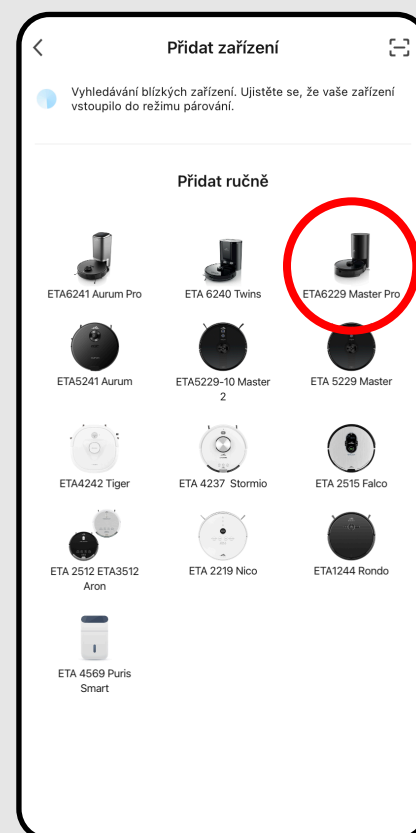 Přidat zařízení
Vyhledávání blízkých zařízení. Ujistěte se, že vaše zařízení
vstoupilo do režimu párování.
Přidat ručně
ETA6241 Aurum Pro
ETA 6240 Twins
ETA6229 Master Pro
ETA5241 Aurum
ETA5229-10 Master
2
ETA 5229 Master
ETA4242 Tiger
ETA 4237 Stormio
ETA 2515 Falco
ETA 2512 ETA3512
Aron
ETA 2219 Nico
ETA1244 Rondo
ETA 4569 Puris
Smart